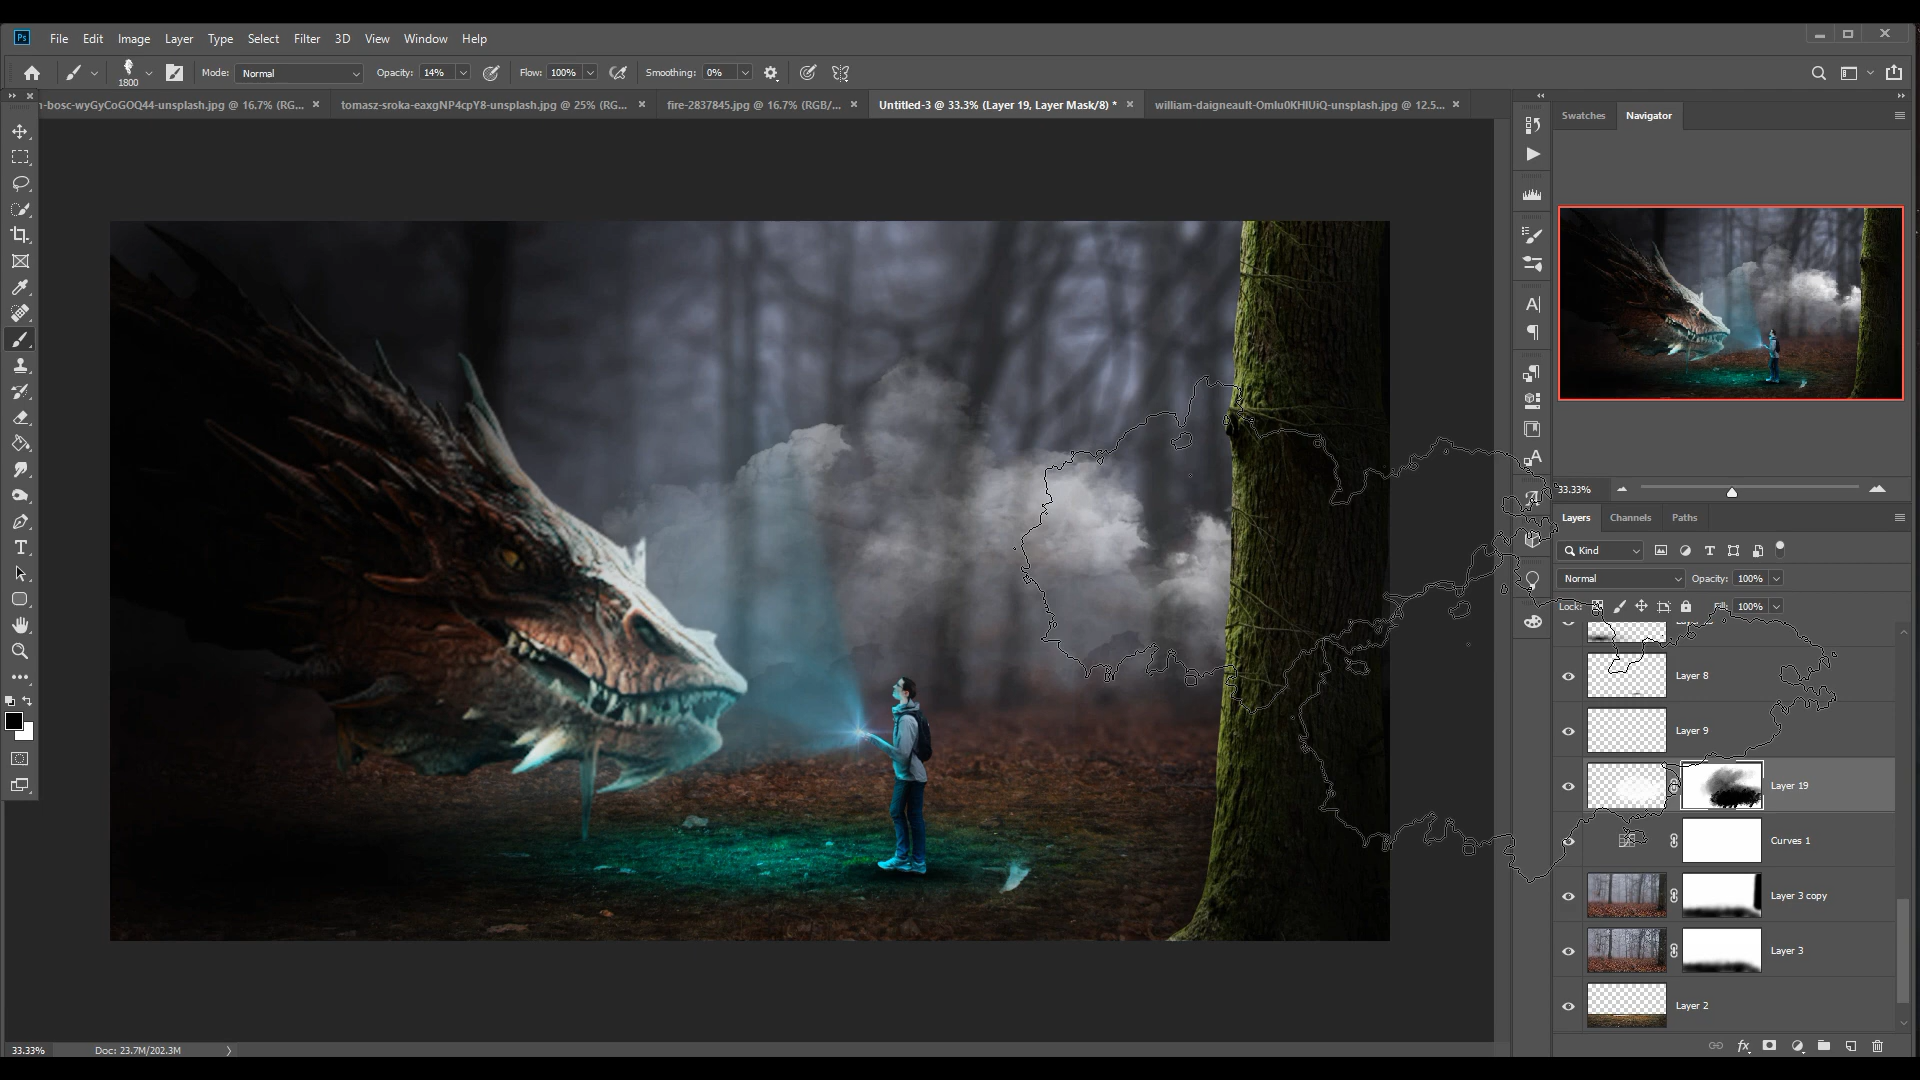 Ps File Edit Image Layer Type Select Filter 3D View Window Help
1800 Mode: Normal Opacity: 14% Flow: 100% Smoothing: 0%
n-bosc-wyGyCoGOQ44-unsplash.jpg @ 16.7% (RG... × tomasz-sroka-eaxgNP4cpY8-unsplash.jpg @ 25% (RG... × fire-2837845.jpg @ 16.7% (RGB/... × Untitled-3 @ 33.3% (Layer 19, Layer Mask/8) * × william-daigneault-OmIu0KHIUiQ-unsplash.jpg @ 12.5... ×
Swatches Navigator
33.33%
Layers Channels Paths
Kind
Normal Opacity: 100%
Lock: 100%
Layer 8
Layer 9
Layer 19
Curves 1
Layer 3 copy
Layer 3
Layer 2
fx
33.33% Doc: 23.7M/202.3M